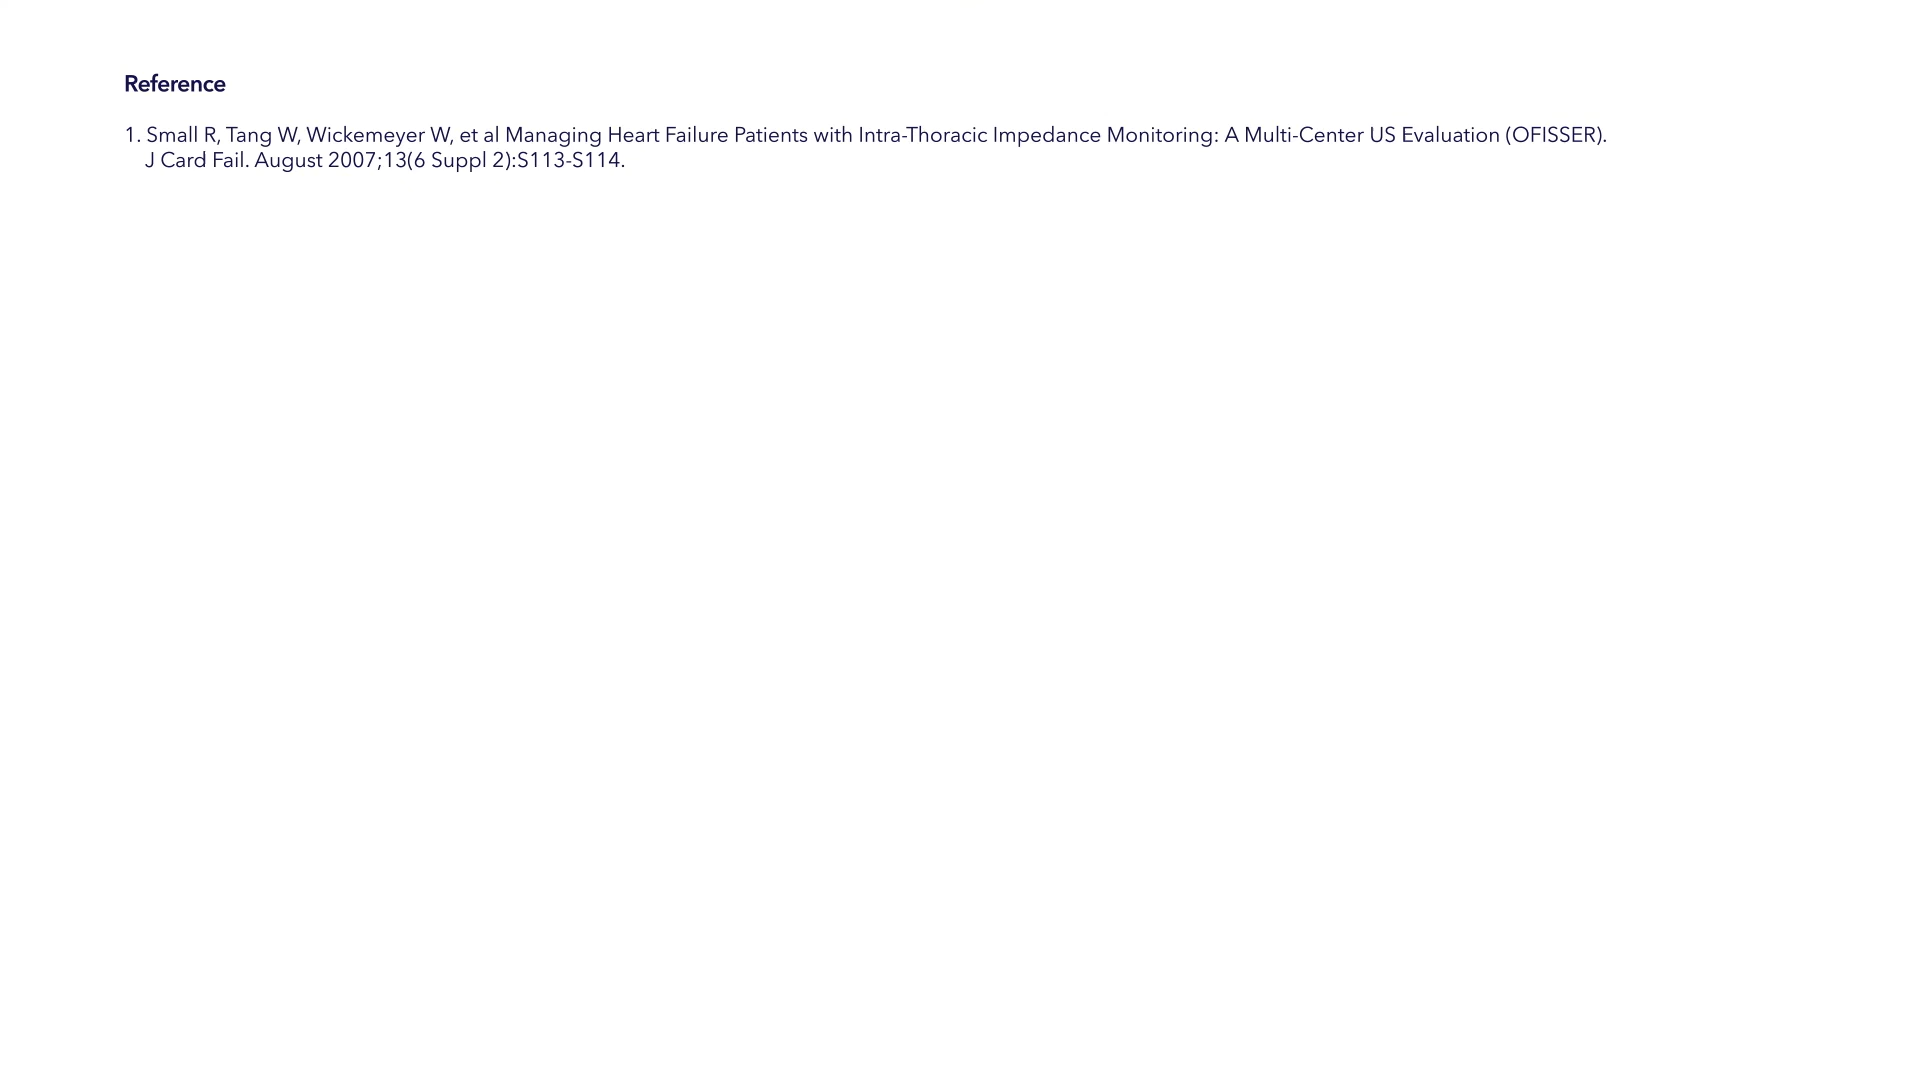 Reference
1. Small R, Tang W, Wickemeyer W, et al Managing Heart Failure Patients with Intra-Thoracic Impedance Monitoring: A Multi-Center US Evaluation (OFISSER).
J Card Fail. August 2007;13(6 Suppl 2):S113-S114.